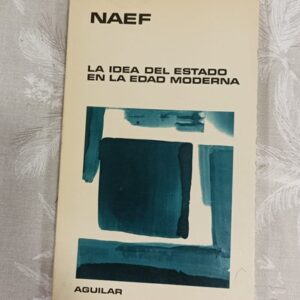 NAEF
LA IDEA DEL ESTADO
EN LA EDAD MODERNA
AGUILAR